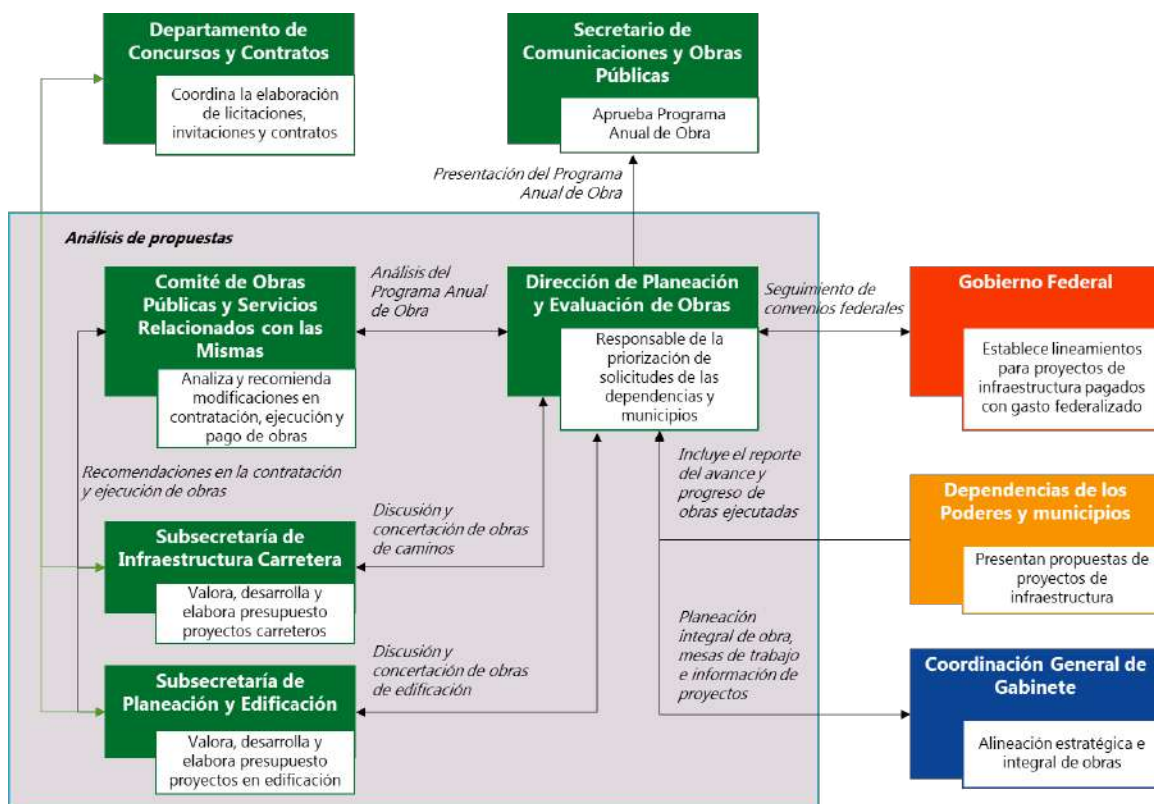 Departamento de
Concursos y Contratos
Coordina la elaboración
de licitaciones,
invitaciones y contratos
Secretario de
Comunicaciones y Obras
Públicas
Aprueba Programa
Anual de Obra
Presentación del Programa
Anual de Obra
Análisis de propuestas
Comité de Obras
Públicas y Servicios
Relacionados con las
Mismas
Analiza y recomienda
modificaciones en
contratación, ejecución y
pago de obras
Análisis del
Programa Anual
de Obra
Dirección de Planeación
y Evaluación de Obras
Responsable de la
priorización de
solicitudes de las
dependencias y
municipios
Seguimiento de
convenios federales
Gobierno Federal
Establece lineamientos
para proyectos de
infraestructura pagados
con gasto federalizado
Recomendaciones en la contratación
y ejecución de obras
Incluye el reporte
del avance y
progreso de
obras ejecutadas
Dependencias de los
Poderes y municipios
Presentan propuestas de
proyectos de
infraestructura
Subsecretaría de
Infraestructura Carretera
Valora, desarrolla y
elabora presupuesto
proyectos carreteros
Discusión y
concertación de obras
de caminos
Planeación
integral de obra,
mesas de trabajo
e información de
proyectos
Subsecretaría de
Planeación y Edificación
Valora, desarrolla y
elabora presupuesto
proyectos en edificación
Discusión y
concertación de obras
de edificación
Coordinación General de
Gabinete
Alineación estratégica e
integral de obras